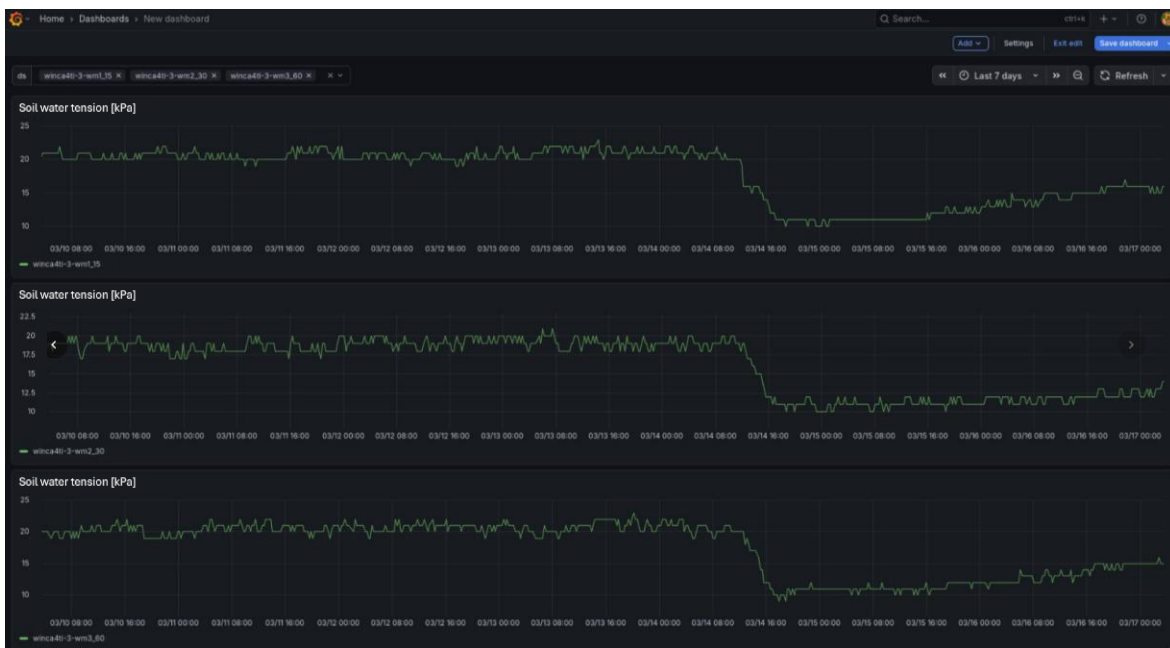 Home › Dashboards › New dashboard
Search...
ctrl+k
Add
Settings
Exit edit
Save dashboard
ds
winca4ti-3-wm1_15 ×
winca4ti-3-wm2_30 ×
winca4ti-3-wm3_60 ×
Last 7 days
Refresh
Soil water tension [kPa]
25
20
15
10
03/10 08:00 03/10 16:00 03/11 00:00 03/11 08:00 03/11 16:00 03/12 00:00 03/12 08:00 03/12 16:00 03/13 00:00 03/13 08:00 03/13 16:00 03/14 00:00 03/14 08:00 03/14 16:00 03/15 00:00 03/15 08:00 03/15 16:00 03/16 00:00 03/16 08:00 03/16 16:00 03/17 00:00
winca4ti-3-wm1_15
Soil water tension [kPa]
22.5
20
17.5
15
12.5
10
03/10 08:00 03/10 16:00 03/11 00:00 03/11 08:00 03/11 16:00 03/12 00:00 03/12 08:00 03/12 16:00 03/13 00:00 03/13 08:00 03/13 16:00 03/14 00:00 03/14 08:00 03/14 16:00 03/15 00:00 03/15 08:00 03/15 16:00 03/16 00:00 03/16 08:00 03/16 16:00 03/17 00:00
winca4ti-3-wm2_30
Soil water tension [kPa]
25
20
15
10
03/10 08:00 03/10 16:00 03/11 00:00 03/11 08:00 03/11 16:00 03/12 00:00 03/12 08:00 03/12 16:00 03/13 00:00 03/13 08:00 03/13 16:00 03/14 00:00 03/14 08:00 03/14 16:00 03/15 00:00 03/15 08:00 03/15 16:00 03/16 00:00 03/16 08:00 03/16 16:00 03/17 00:00
winca4ti-3-wm3_60